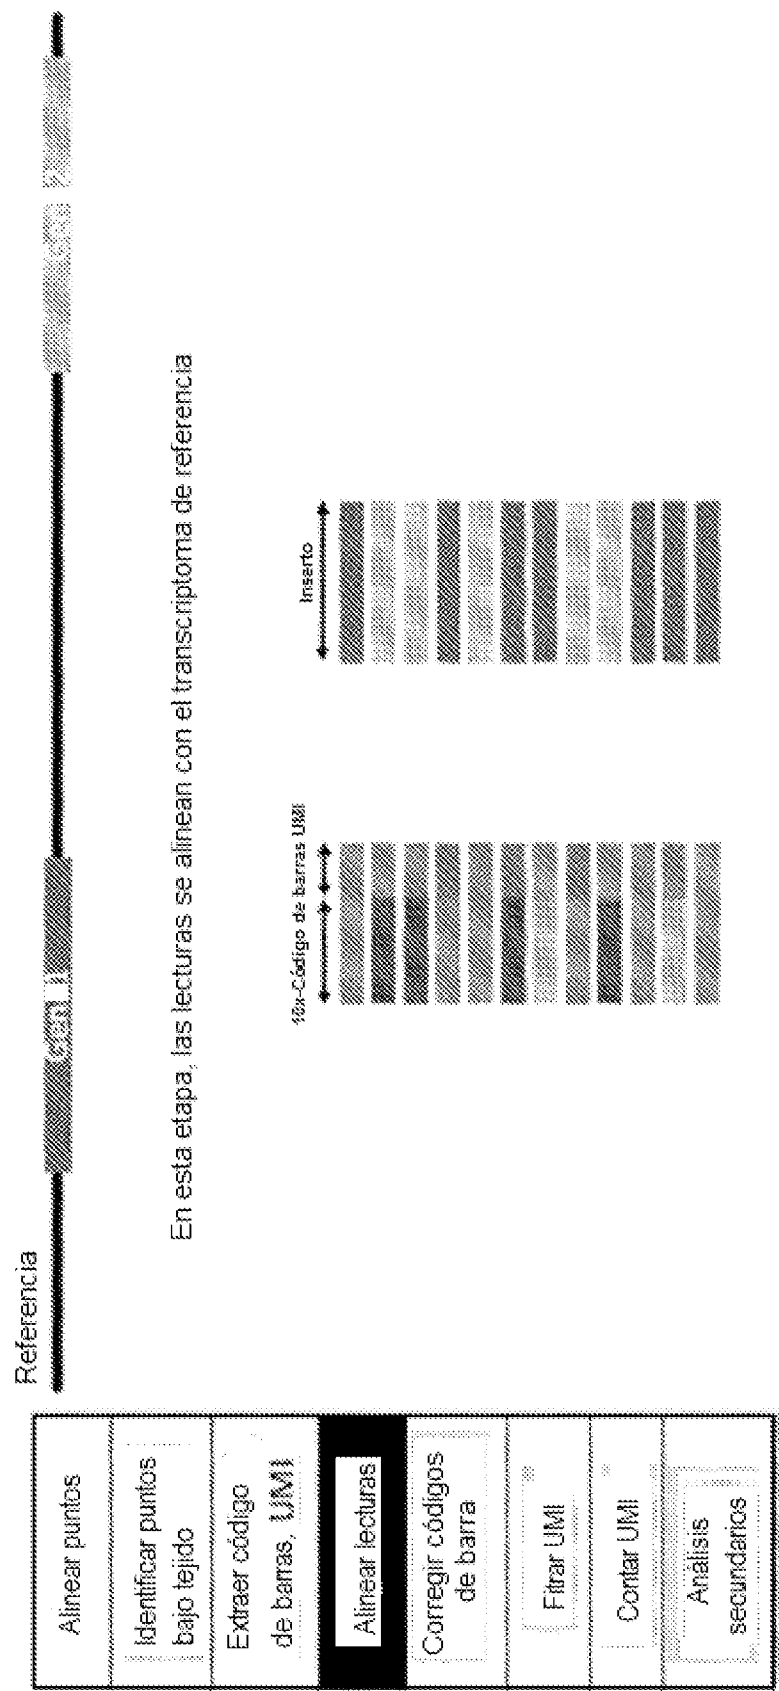 Referencia
En esta etapa, las lecturas se alinean con el transcriptoma de referencia
10x-Código de barras UMI
Inserto
Alinear puntos
Identificar puntos
bajo tejido
Extraer código
de barras, UMI
Alinear lecturas
Corregir códigos
de barra
Fitrar UMI
Contar UMI
Análisis
secundarios